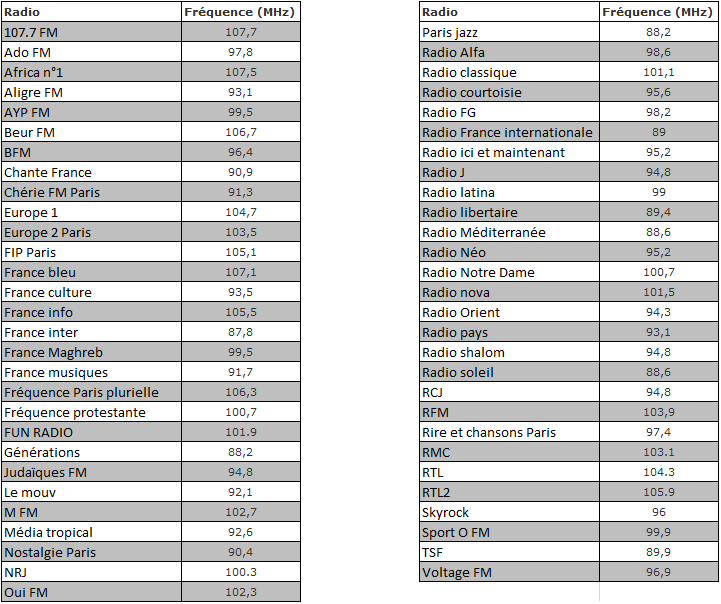 Radio Fréquence (MHz)
107.7 FM 107,7
Ado FM 97,8
Africa n°1 107,5
Aligre FM 93,1
AYP FM 99,5
Beur FM 106,7
BFM 96,4
Chante France 90,9
Chérie FM Paris 91,3
Europe 1 104,7
Europe 2 Paris 103,5
FIP Paris 105,1
France bleu 107,1
France culture 93,5
France info 105,5
France inter 87,8
France Maghreb 99,5
France musiques 91,7
Fréquence Paris plurielle 106,3
Fréquence protestante 100,7
FUN RADIO 101.9
Générations 88,2
Judaïques FM 94,8
Le mouv 92,1
M FM 102,7
Média tropical 92,6
Nostalgie Paris 90,4
NRJ 100.3
Oui FM 102,3
Radio Fréquence (MHz)
Paris jazz 88,2
Radio Alfa 98,6
Radio classique 101,1
Radio courtoisie 95,6
Radio FG 98,2
Radio France internationale 89
Radio ici et maintenant 95,2
Radio J 94,8
Radio latina 99
Radio libertaire 89,4
Radio Méditerranée 88,6
Radio Néo 95,2
Radio Notre Dame 100,7
Radio nova 101,5
Radio Orient 94,3
Radio pays 93,1
Radio shalom 94,8
Radio soleil 88,6
RCJ 94,8
RFM 103,9
Rire et chansons Paris 97,4
RMC 103.1
RTL 104.3
RTL2 105.9
Skyrock 96
Sport O FM 99,9
TSF 89,9
Voltage FM 96,9